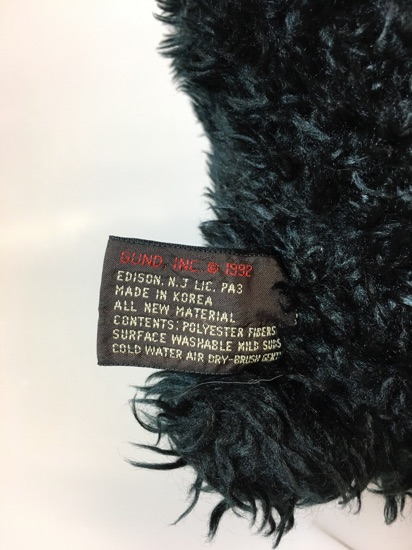 GUND, INC. © 1992
EDISON, N.J LIC. PA3
MADE IN KOREA
ALL NEW MATERIAL
CONTENTS: POLYESTER FIBERS
SURFACE WASHABLE MILD SUDS
COLD WATER AIR DRY-BRUSH GENT